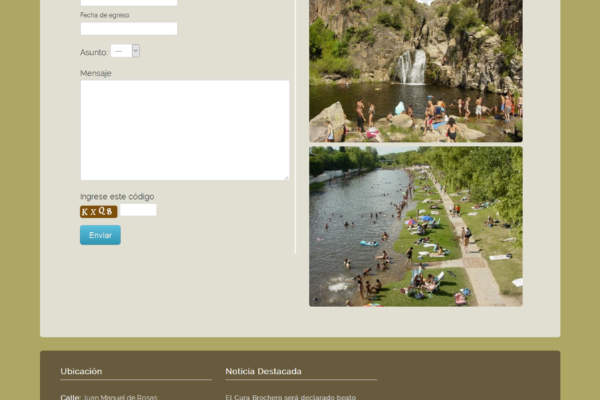 Fecha de egreso
Asunto: ---
Mensaje
Ingrese este código
KXQ8
Enviar
Ubicación
Noticia Destacada
Calle: Juan Manuel de Rosas
El Cura Brochero será declarado beato